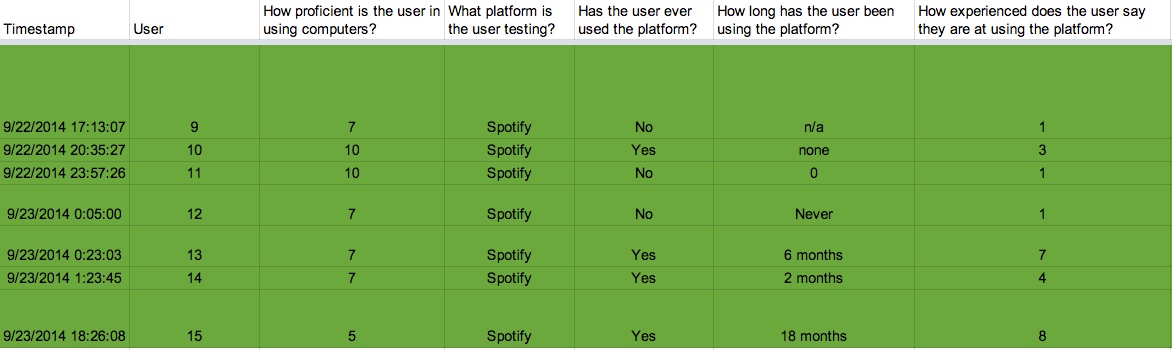 Timestamp User How proficient is the user in using computers? What platform is the user testing? Has the user ever used the platform? How long has the user been using the platform? How experienced does the user say they are at using the platform?
9/22/2014 17:13:07 9 7 Spotify No n/a 1
9/22/2014 20:35:27 10 10 Spotify Yes none 3
9/22/2014 23:57:26 11 10 Spotify No 0 1
9/23/2014 0:05:00 12 7 Spotify No Never 1
9/23/2014 0:23:03 13 7 Spotify Yes 6 months 7
9/23/2014 1:23:45 14 7 Spotify Yes 2 months 4
9/23/2014 18:26:08 15 5 Spotify Yes 18 months 8